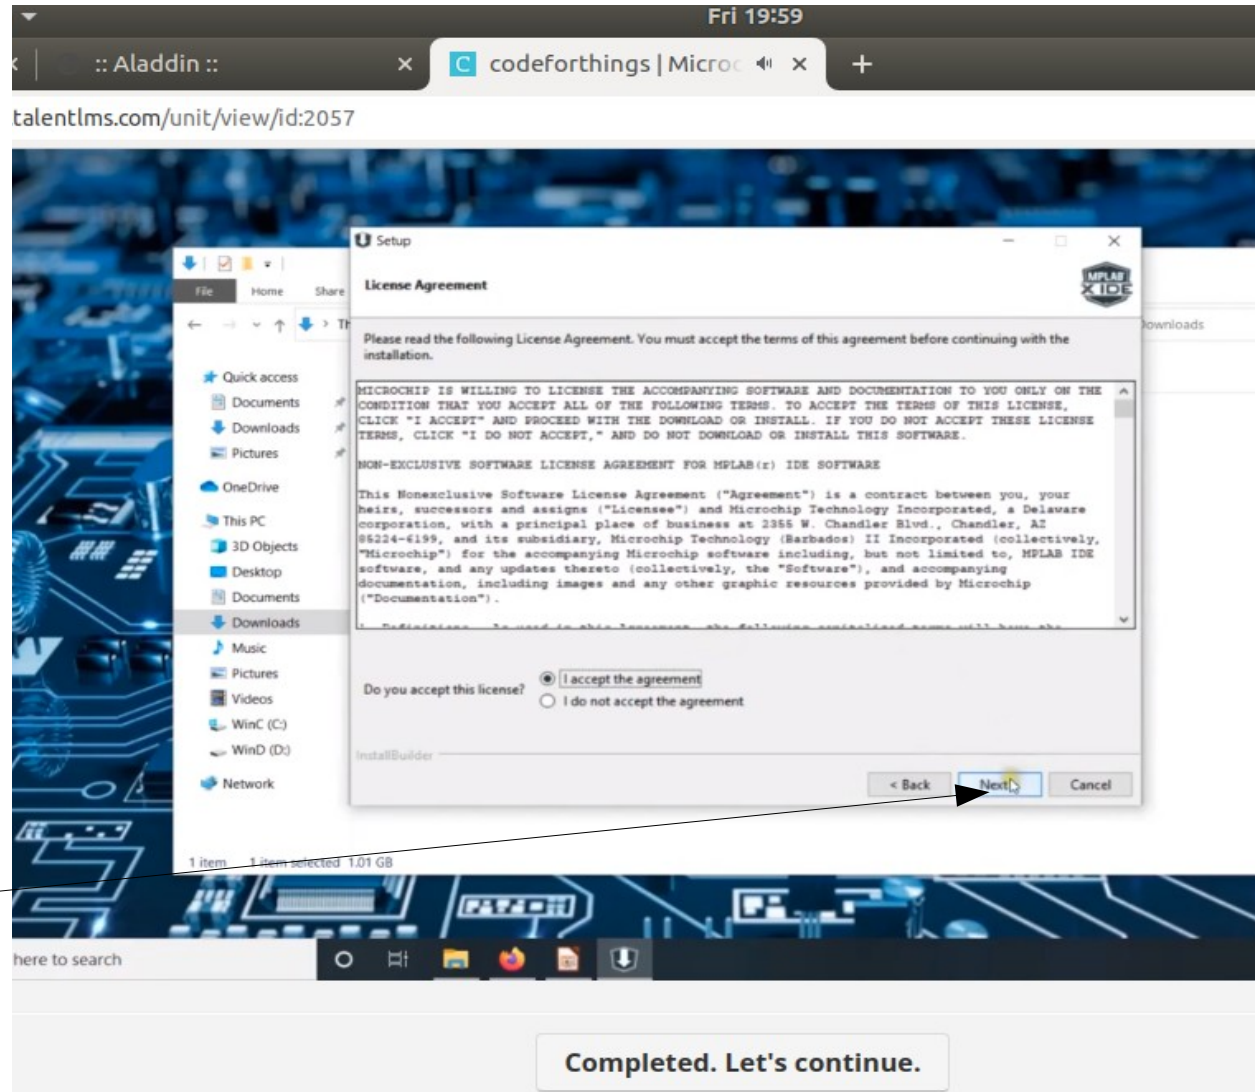 Fri 19:59
:: Aladdin ::
C codeforthings | Microc
talentlms.com/unit/view/id:2057
Setup
License Agreement
MPLAB
X IDE
File Home Share
Th
Downloads
Please read the following License Agreement. You must accept the terms of this agreement before continuing with the
installation.
Quick access
Documents
Downloads
Pictures
OneDrive
This PC
3D Objects
Desktop
Documents
Downloads
Music
Pictures
Videos
WinC (C:)
WinD (D:)
Network
MICROCHIP IS WILLING TO LICENSE THE ACCOMPANYING SOFTWARE AND DOCUMENTATION TO YOU ONLY ON THE
CONDITION THAT YOU ACCEPT ALL OF THE FOLLOWING TERMS. TO ACCEPT THE TERMS OF THIS LICENSE,
CLICK "I ACCEPT" AND PROCEED WITH THE DOWNLOAD OR INSTALL. IF YOU DO NOT ACCEPT THESE LICENSE
TERMS, CLICK "I DO NOT ACCEPT," AND DO NOT DOWNLOAD OR INSTALL THIS SOFTWARE.
NON-EXCLUSIVE SOFTWARE LICENSE AGREEMENT FOR MPLAB(r) IDE SOFTWARE
This Nonexclusive Software License Agreement ("Agreement") is a contract between you, your
heirs, successors and assigns ("Licensee") and Microchip Technology Incorporated, a Delaware
corporation, with a principal place of business at 2355 W. Chandler Blvd., Chandler, AZ
85224-6199, and its subsidiary, Microchip Technology (Barbados) II Incorporated (collectively,
"Microchip") for the accompanying Microchip software including, but not limited to, MPLAB IDE
software, and any updates thereto (collectively, the "Software"), and accompanying
documentation, including images and any other graphic resources provided by Microchip
("Documentation").
Do you accept this license?
I accept the agreement
I do not accept the agreement
InstallBuilder
< Back Next Cancel
1 item 1 item selected 1.01 GB
here to search
Completed. Let's continue.